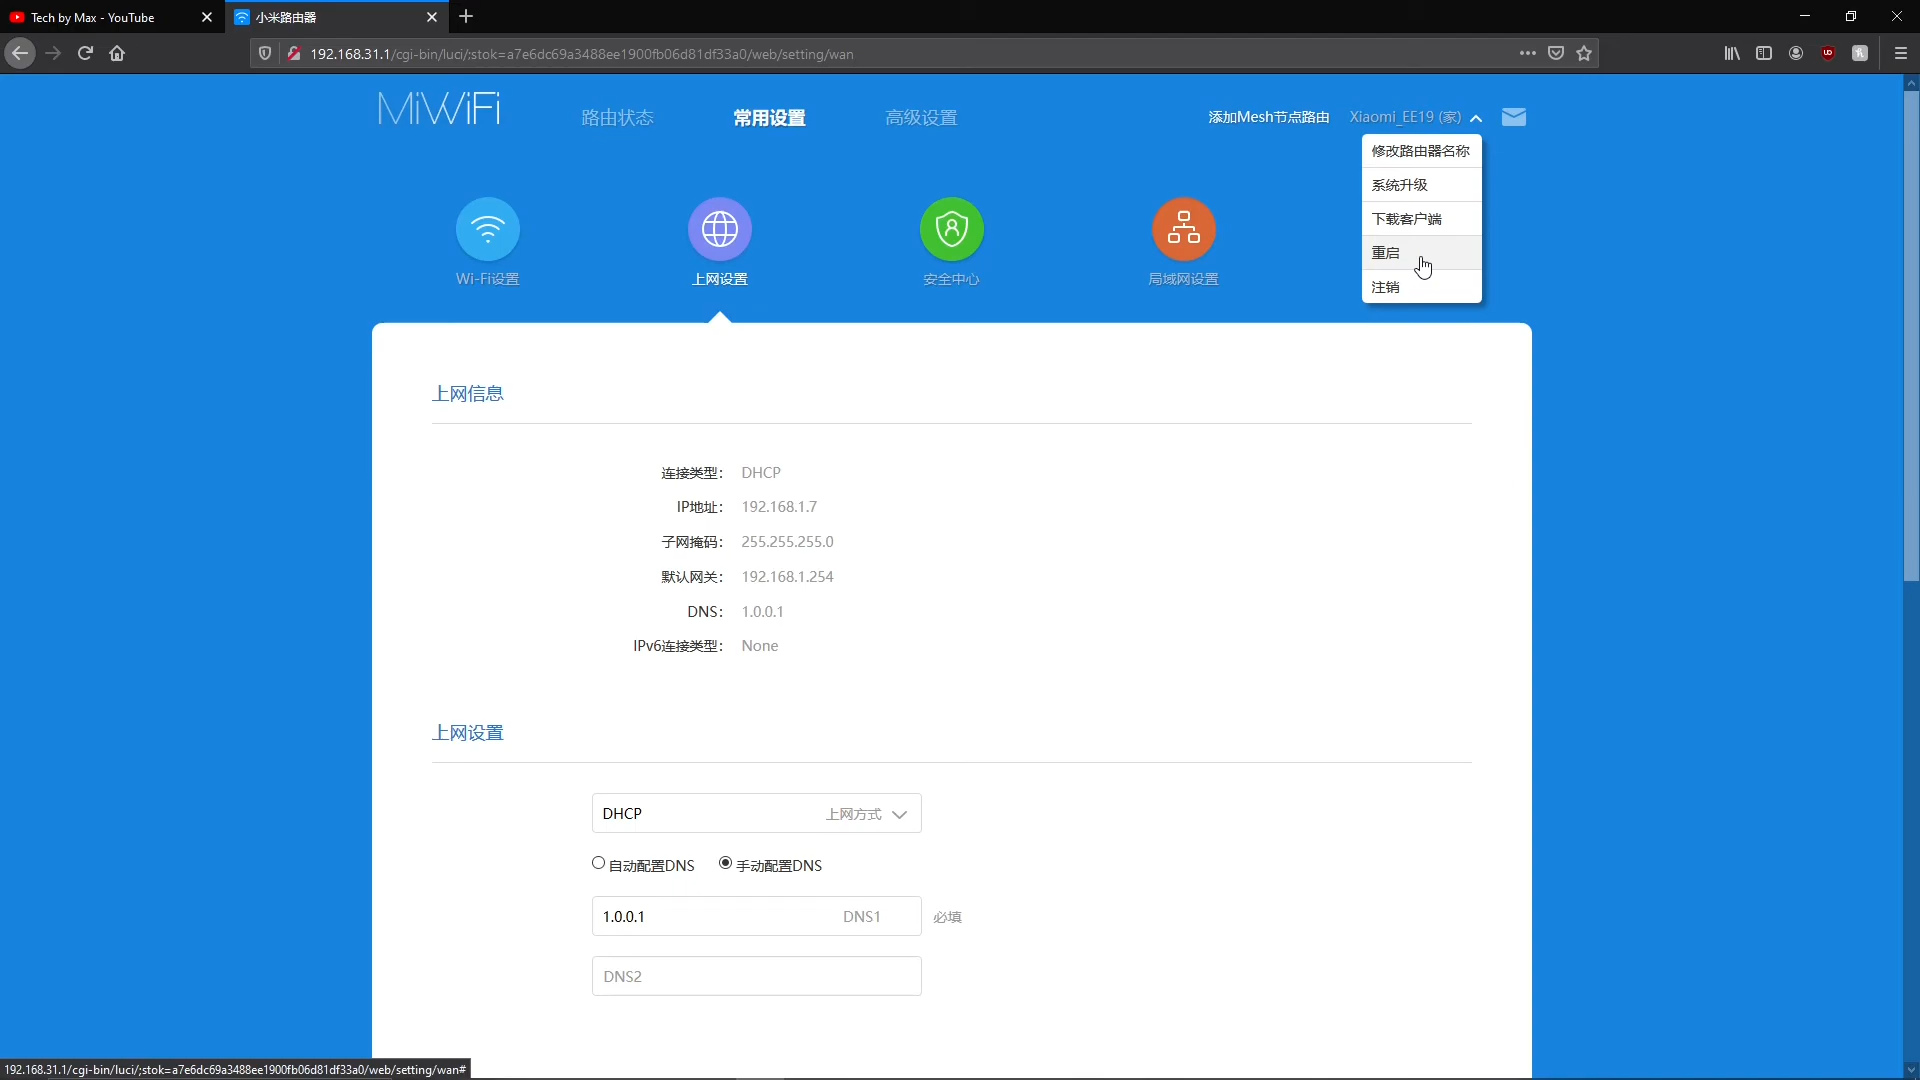 Tech by Max - YouTube
小米路由器
192.168.31.1/cgi-bin/luci/;stok=a7e6dc69a3488ee1900fb06d81df33a0/web/setting/wan
MiWiFi
路由状态
常用设置
高级设置
添加Mesh节点路由
Xiaomi_EE19 (家)
修改路由器名称
系统升级
下载客户端
重启
注销
Wi-Fi设置
上网设置
安全中心
局域网设置
上网信息
连接类型: DHCP
IP地址: 192.168.1.7
子网掩码: 255.255.255.0
默认网关: 192.168.1.254
DNS: 1.0.0.1
IPv6连接类型: None
上网设置
DHCP 上网方式
自动配置DNS 手动配置DNS
1.0.0.1 DNS1 必填
DNS2
192.168.31.1/cgi-bin/luci/;stok=a7e6dc69a3488ee1900fb06d81df33a0/web/setting/wan#